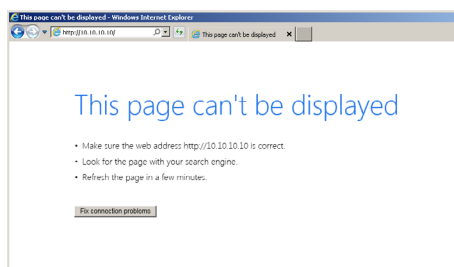 This page can't be displayed - Windows Internet Explorer
http://10.10.10.10/
This page can't be displayed
This page can't be displayed
• Make sure the web address http://10.10.10.10 is correct.
• Look for the page with your search engine.
• Refresh the page in a few minutes.
Fix connection problems